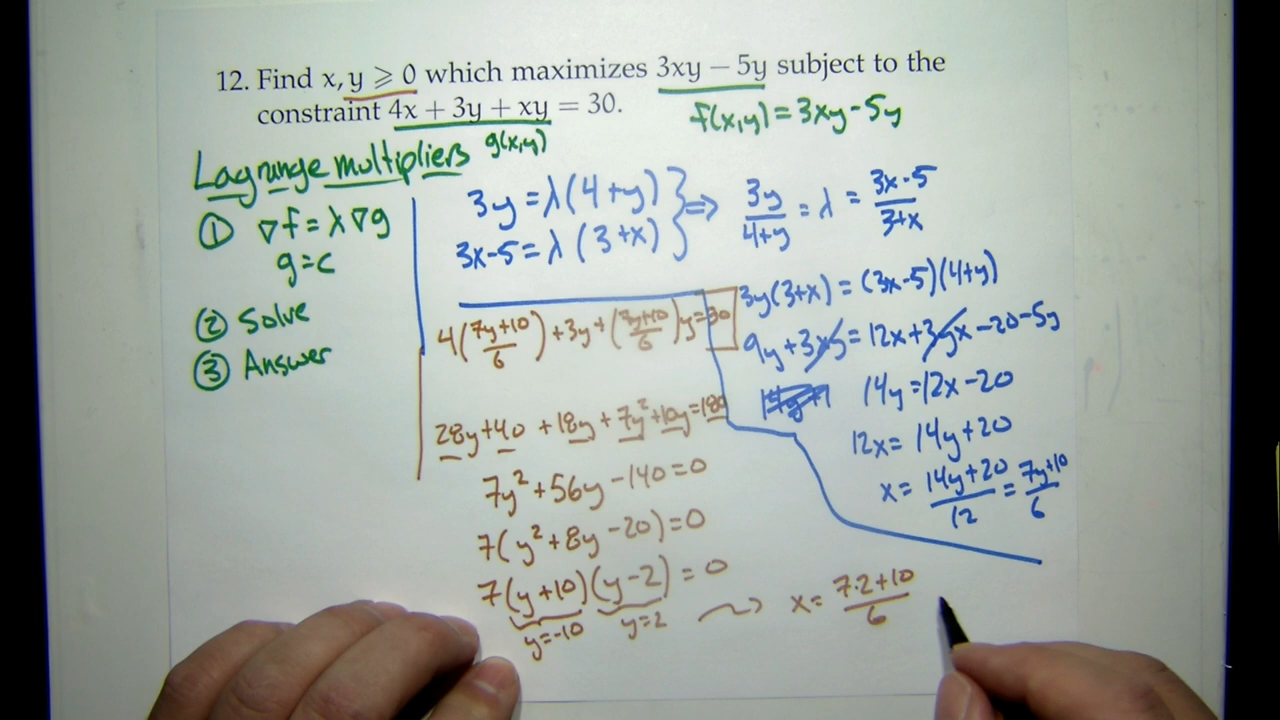 12. Find x, y ⩾ 0 which maximizes 3xy − 5y subject to the
constraint 4x + 3y + xy = 30.
g(x,y)
f(x,y) = 3xy − 5y
Lagrange multipliers
① ∇f = λ∇g
g = c
② Solve
③ Answer
3y = λ(4+y)
3x−5 = λ(3+x)
} ⇒ 3y/(4+y) = λ = (3x−5)/(3+x)
3y(3+x) = (3x−5)(4+y)
9y + 3xy = 12x + 3yx − 20 − 5y
14y = 12x − 20
12x = 14y + 20
x = (14y+20)/12 = (7y+10)/6
4((7y+10)/6) + 3y + ((7y+10)/6)y = 30
28y + 40 + 18y + 7y² + 10y = 180
7y² + 56y − 140 = 0
7(y² + 8y − 20) = 0
7(y+10)(y−2) = 0
y=−10 y=2
x = (7·2+10)/6